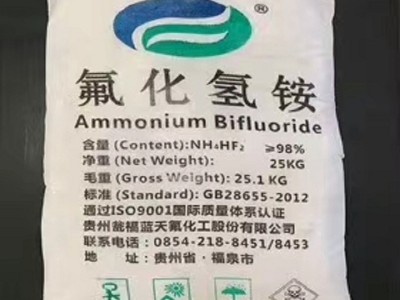 ®
氟化氢铵
Ammonium Bifluoride
含量 (Content):NH4HF2 ≥98%
净重 (Net Weight): 25KG
毛重 (Gross Weight): 25.1 KG
标准 (Standard): GB28655-2012
通过ISO9001国际质量体系认证
贵州瓮福蓝天氟化工股份有限公司
联系电话：0854-218-8451/8453
地 址：贵州省·福泉市